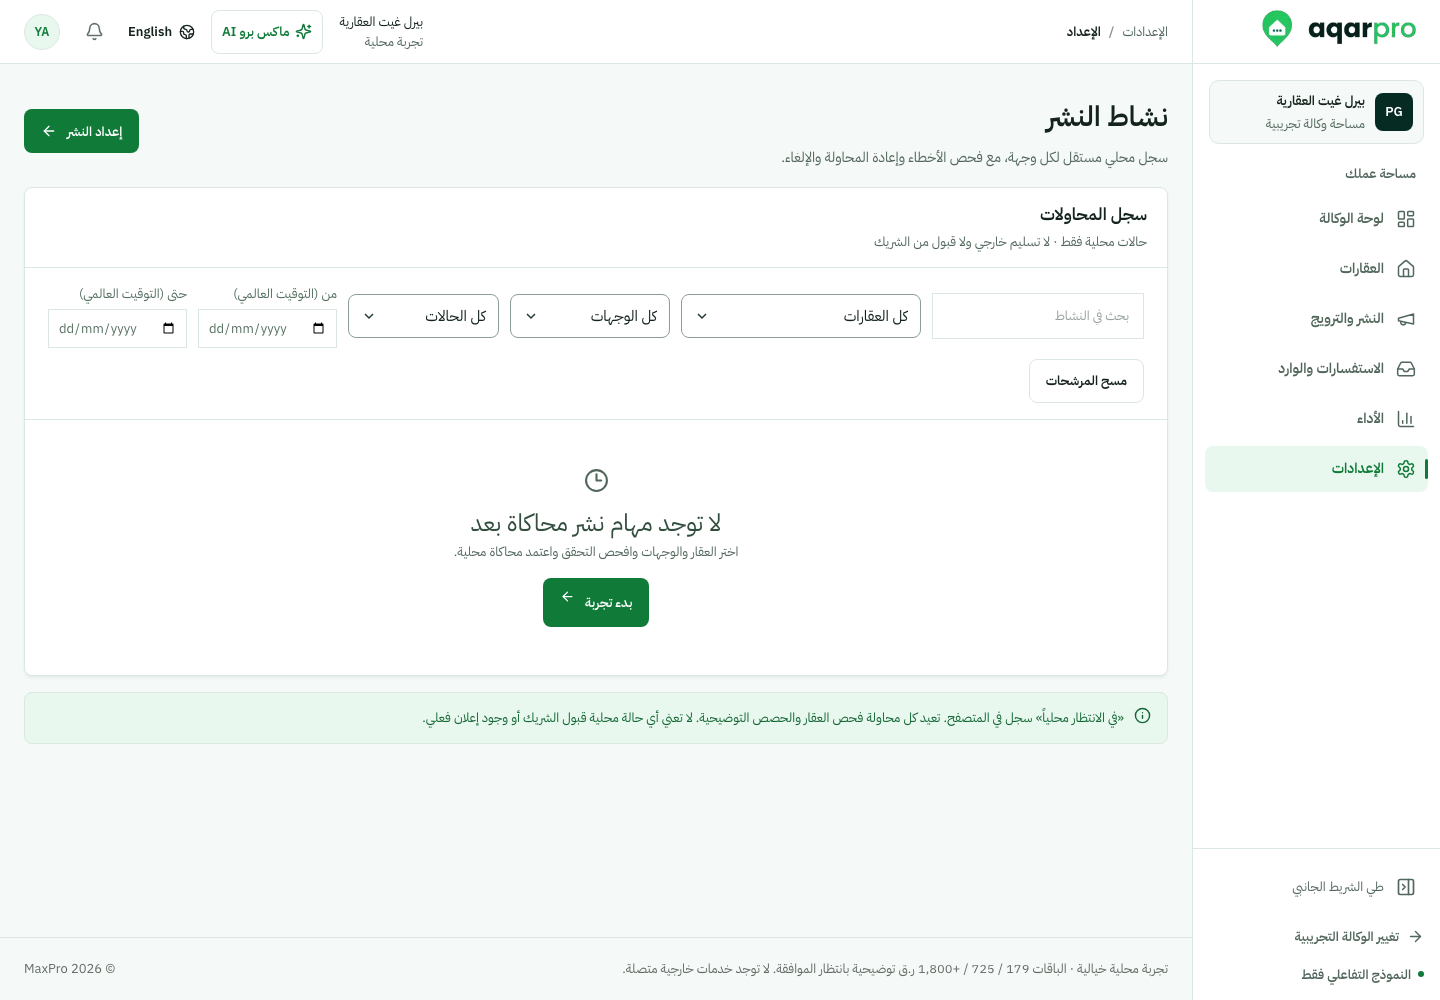 aqarpro
PG
بيرل غيت العقارية
مساحة وكالة تجريبية
مساحة عملك
لوحة الوكالة
العقارات
النشر والترويج
الاستفسارات والوارد
الأداء
الإعدادات
طي الشريط الجانبي
تغيير الوكالة التجريبية
النموذج التفاعلي فقط
الإعدادات / الإعداد
بيرل غيت العقارية
تجربة محلية
ماكس برو AI
English
YA
نشاط النشر
سجل محلي مستقل لكل وجهة، مع فحص الأخطاء وإعادة المحاولة والإلغاء.
إعداد النشر
سجل المحاولات
حالات محلية فقط · لا تسليم خارجي ولا قبول من الشريك
بحث في النشاط
كل العقارات
كل الوجهات
كل الحالات
من (التوقيت العالمي)
dd/mm/yyyy
حتى (التوقيت العالمي)
dd/mm/yyyy
مسح المرشحات
لا توجد مهام نشر محاكاة بعد
اختر العقار والوجهات وافحص التحقق واعتمد محاكاة محلية.
بدء تجربة
«في الانتظار محلياً» سجل في المتصفح. تعيد كل محاولة فحص العقار والحصص التوضيحية. لا تعني أي حالة محلية قبول الشريك أو وجود إعلان فعلي.
تجربة محلية خيالية · الباقات 179 / 725 / +1,800 ر.ق توضيحية بانتظار الموافقة. لا توجد خدمات خارجية متصلة.
© MaxPro 2026